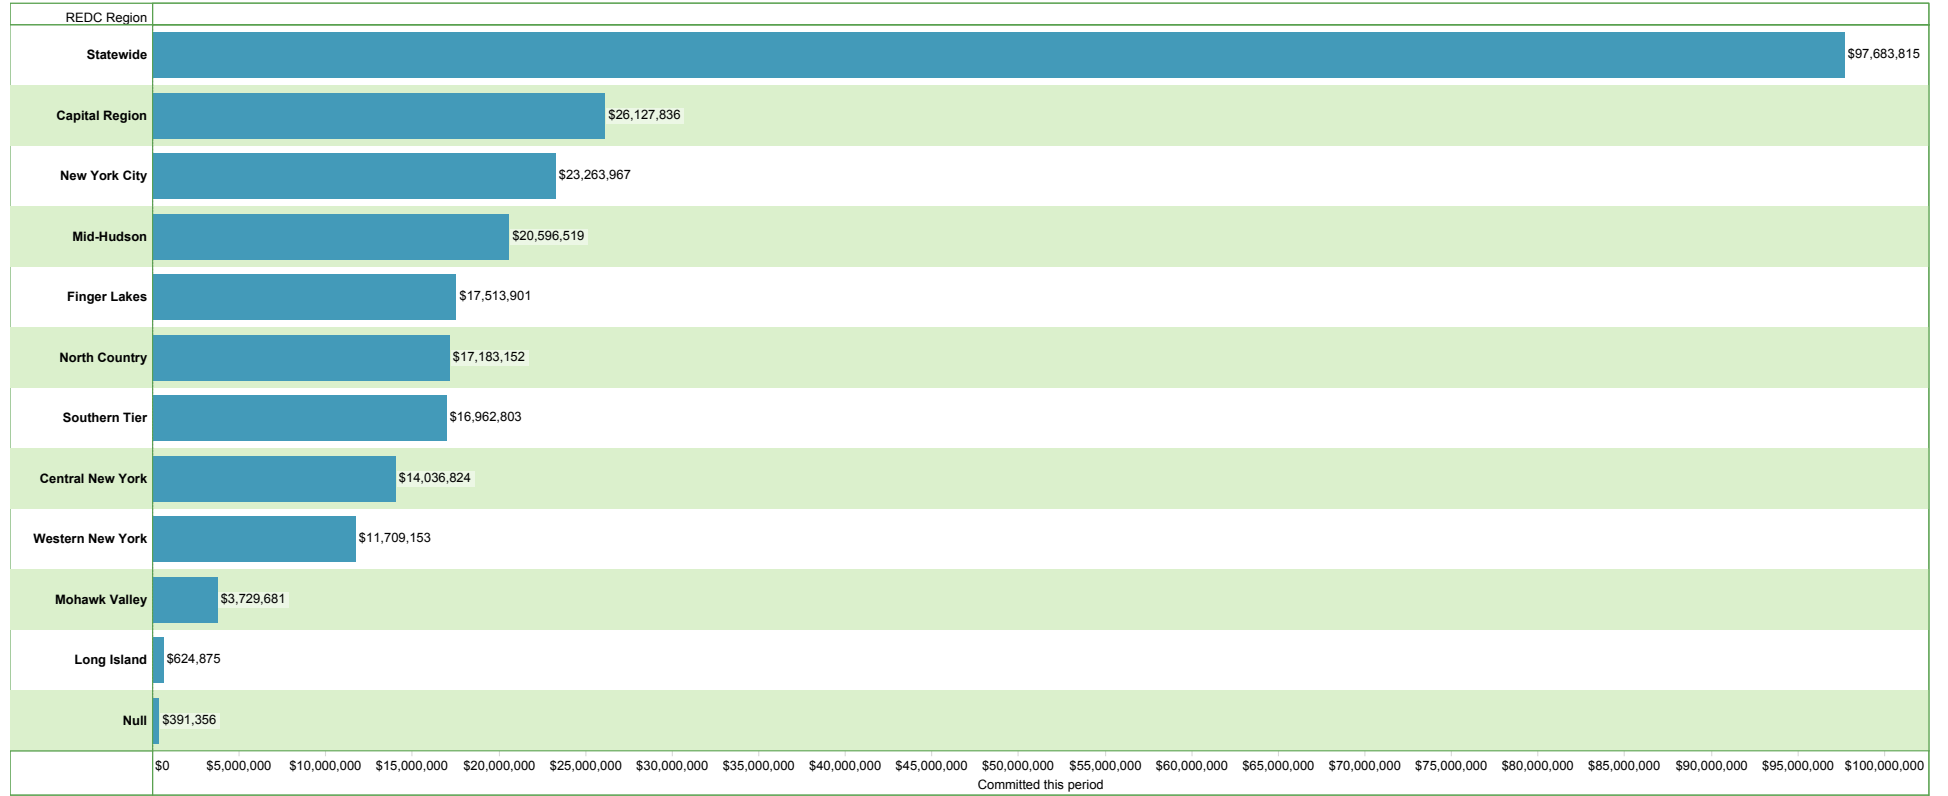 REDC Region
Statewide $97,683,815
Capital Region $26,127,836
New York City $23,263,967
Mid-Hudson $20,596,519
Finger Lakes $17,513,901
North Country $17,183,152
Southern Tier $16,962,803
Central New York $14,036,824
Western New York $11,709,153
Mohawk Valley $3,729,681
Long Island $624,875
Null $391,356
$0 $5,000,000 $10,000,000 $15,000,000 $20,000,000 $25,000,000 $30,000,000 $35,000,000 $40,000,000 $45,000,000 $50,000,000 $55,000,000 $60,000,000 $65,000,000 $70,000,000 $75,000,000 $80,000,000 $85,000,000 $90,000,000 $95,000,000 $100,000,000
Committed this period